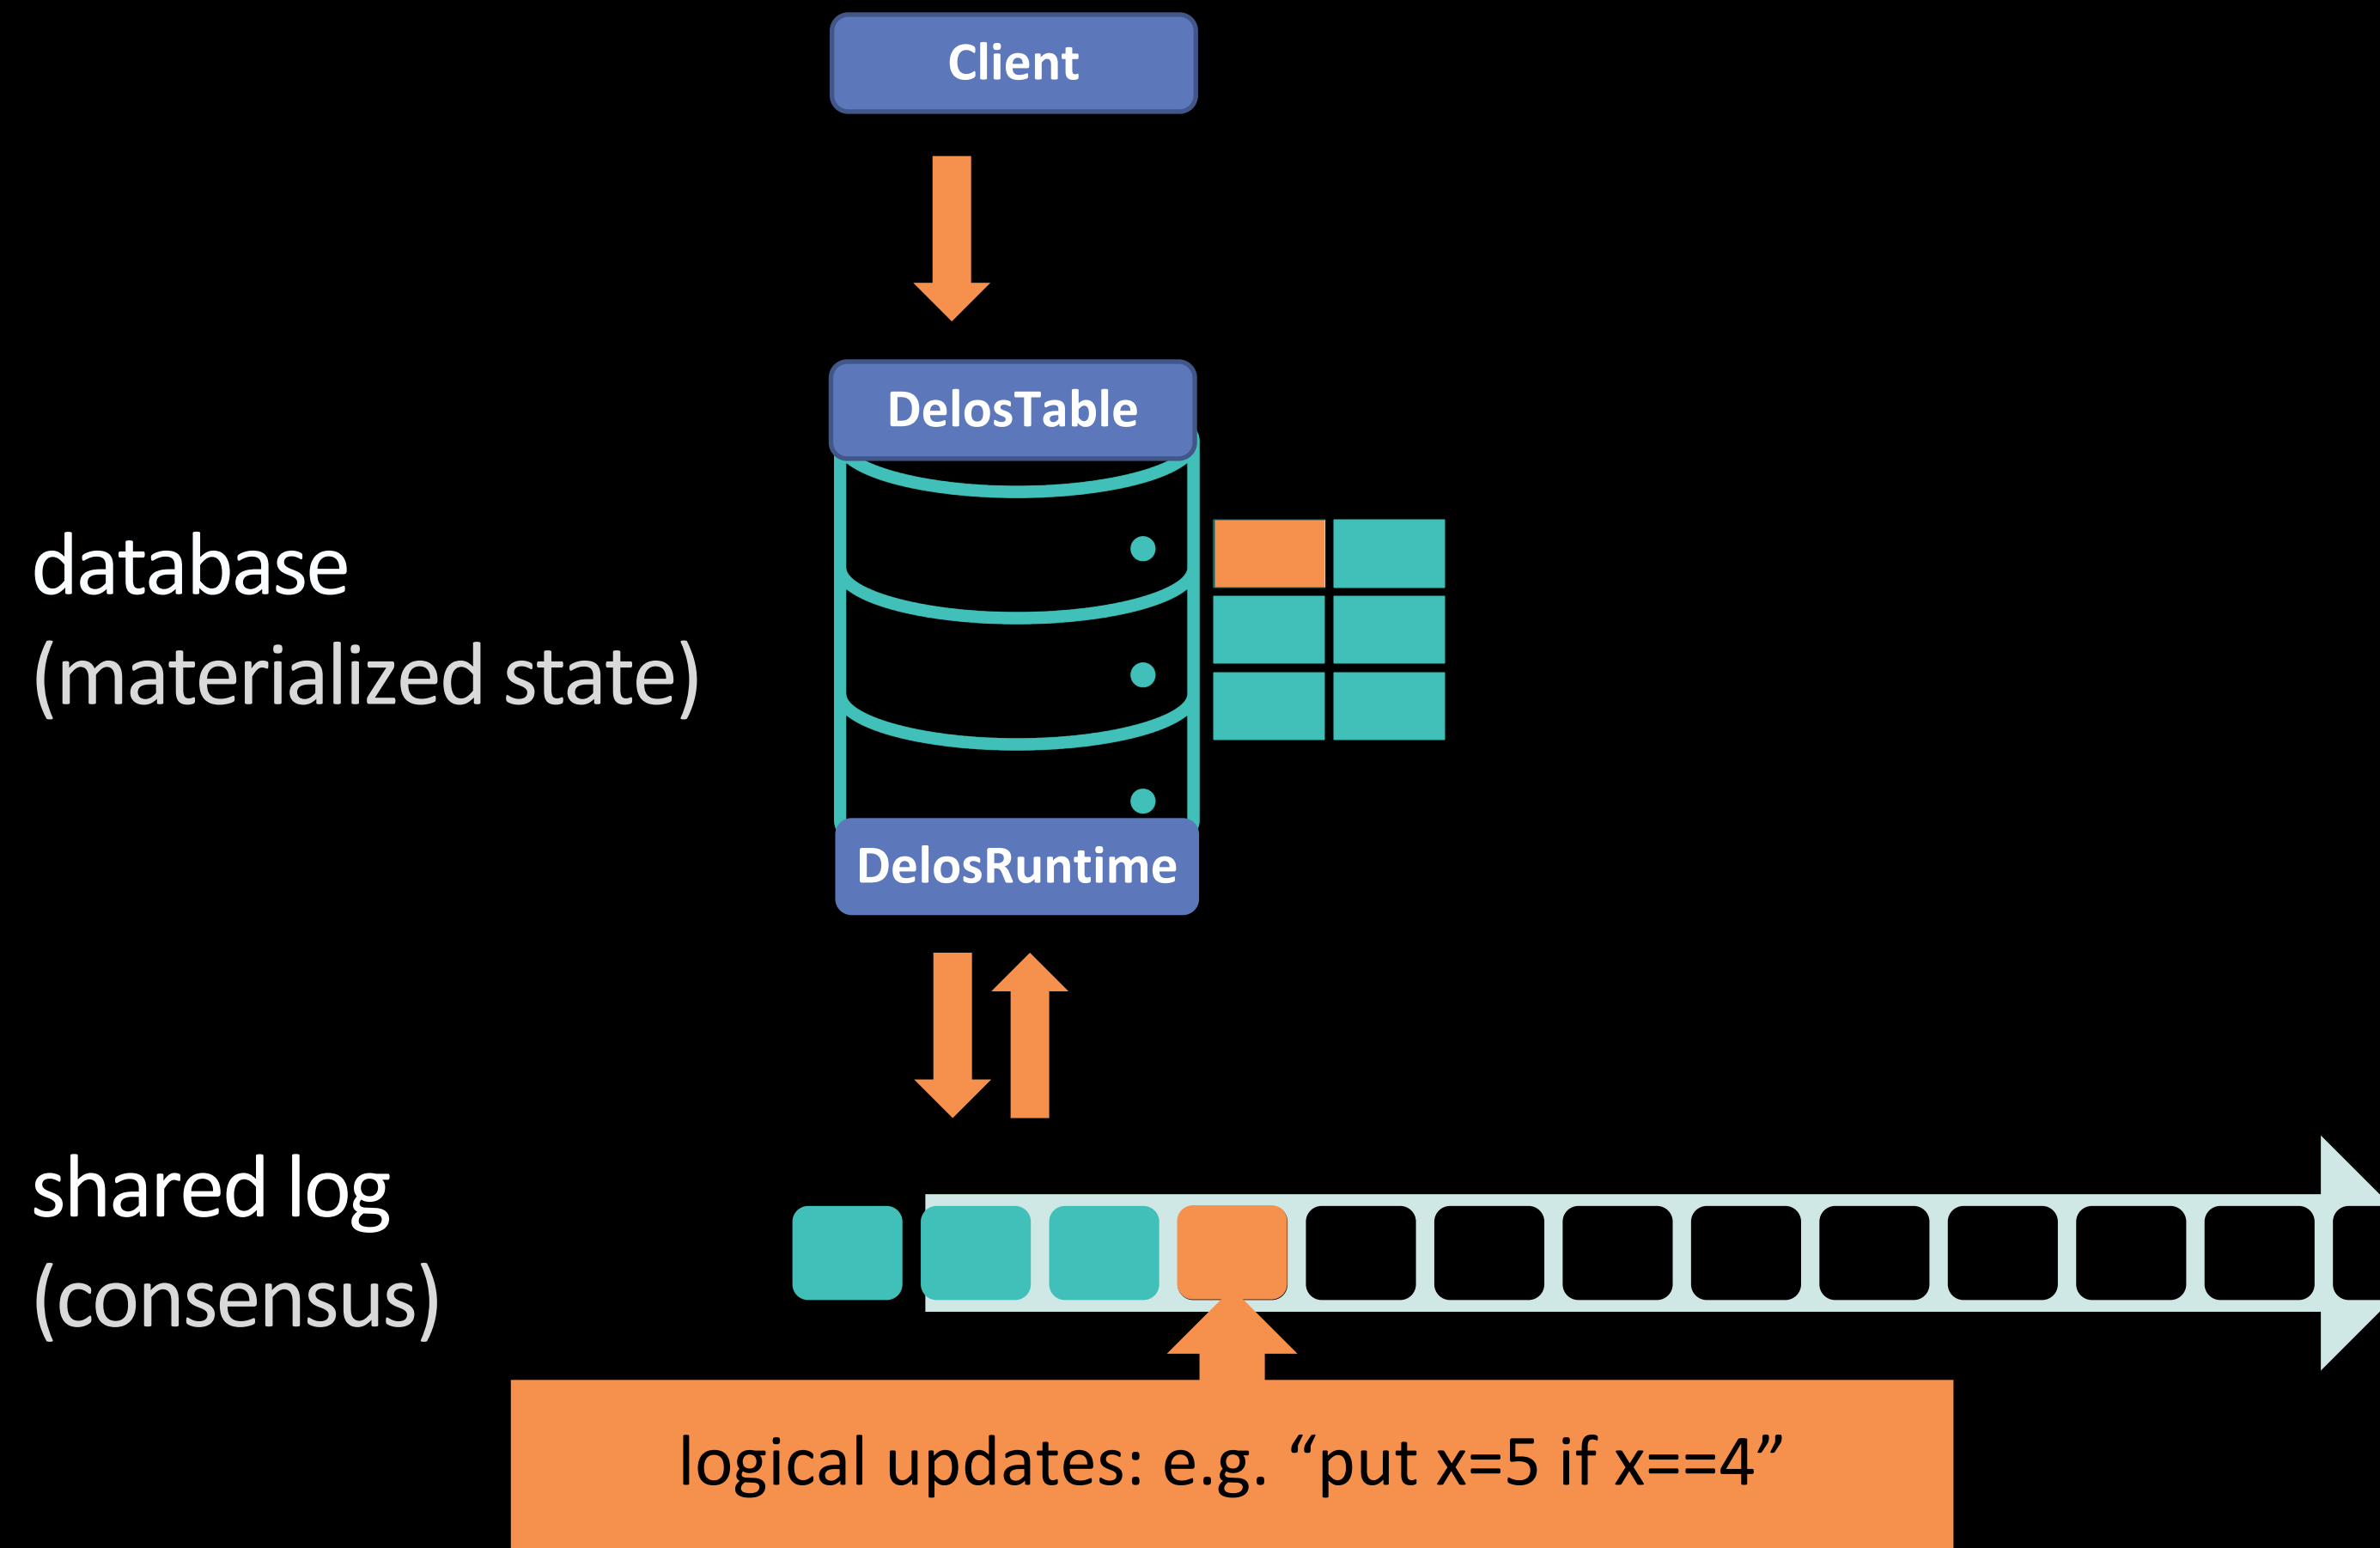 Client
DelosTable
database
(materialized state)
DelosRuntime
shared log
(consensus)
logical updates: e.g. “put x=5 if x==4”